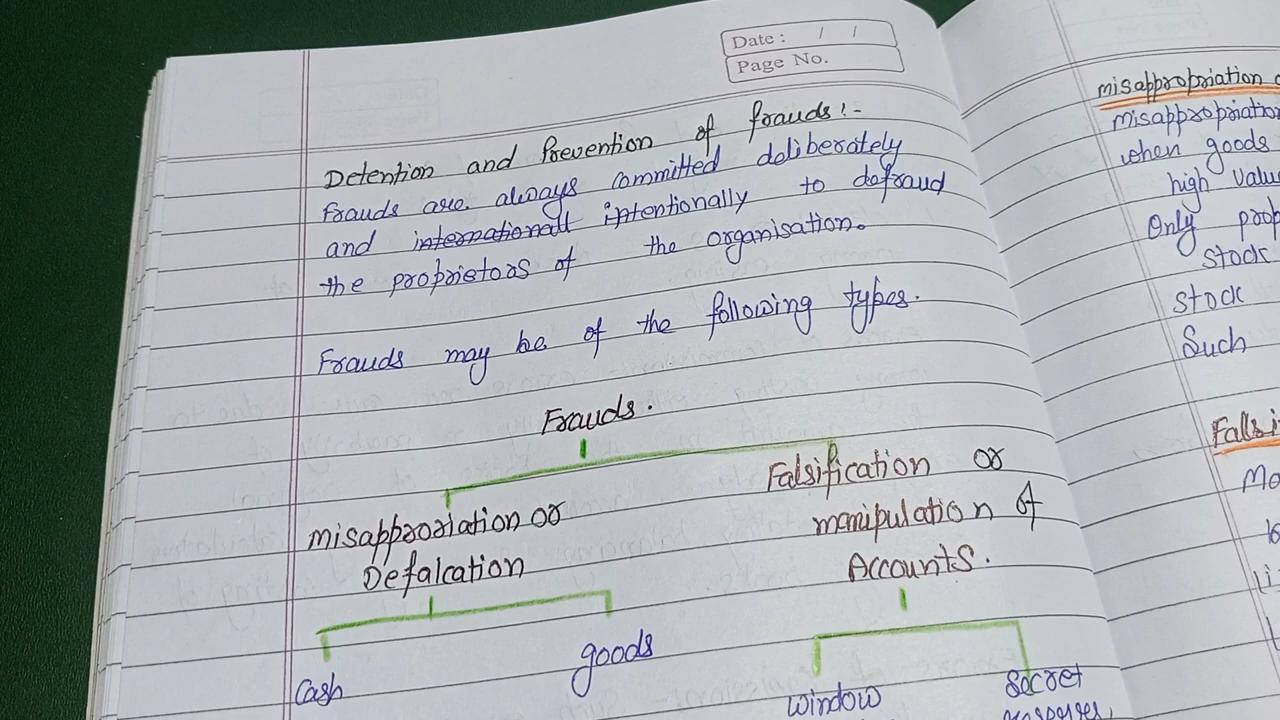 Date : / /
Page No.
Detention and Prevention of frauds:-
frauds are always committed deliberately
and internationall intentionally to defraud
the proprietors of the organisation.
Frauds may be of the following types.
Frauds.
Misapproriation or
Defalcation
Falsification or
manipulation of
Accounts.
Cash
goods
window
Secret
misappropriation
misappropriation
when goods
high
Only
Stock
Stock
Such